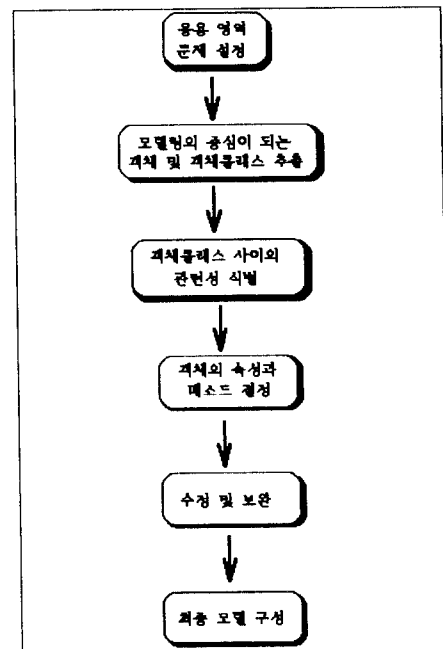 응용 영역
문제 설정
모델링의 중심이 되는
객체 및 객체클래스 추출
객체클래스 사이의
관련성 식별
객체의 속성과
메소드 결정
수정 및 보완
최종 모델 구성